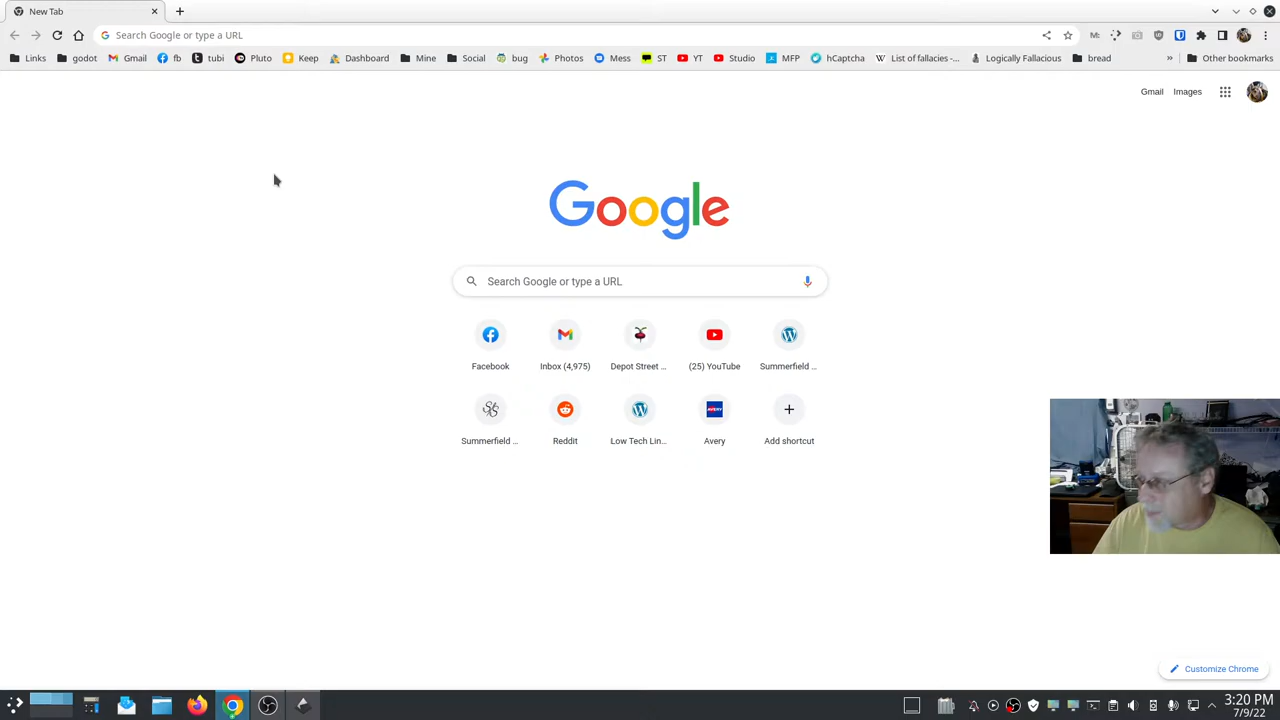 New Tab
Search Google or type a URL
Links godot Gmail fb tubi Pluto Keep Dashboard Mine Social bug Photos Mess ST YT Studio MFP hCaptcha List of fallacies -... Logically Fallacious bread » Other bookmarks
Gmail Images
Google
Search Google or type a URL
Facebook Inbox (4,975) Depot Street ... (25) YouTube Summerfield ...
AVERY
Summerfield ... Reddit Low Tech Lin... Avery Add shortcut
Customize Chrome
3:20 PM
7/9/22